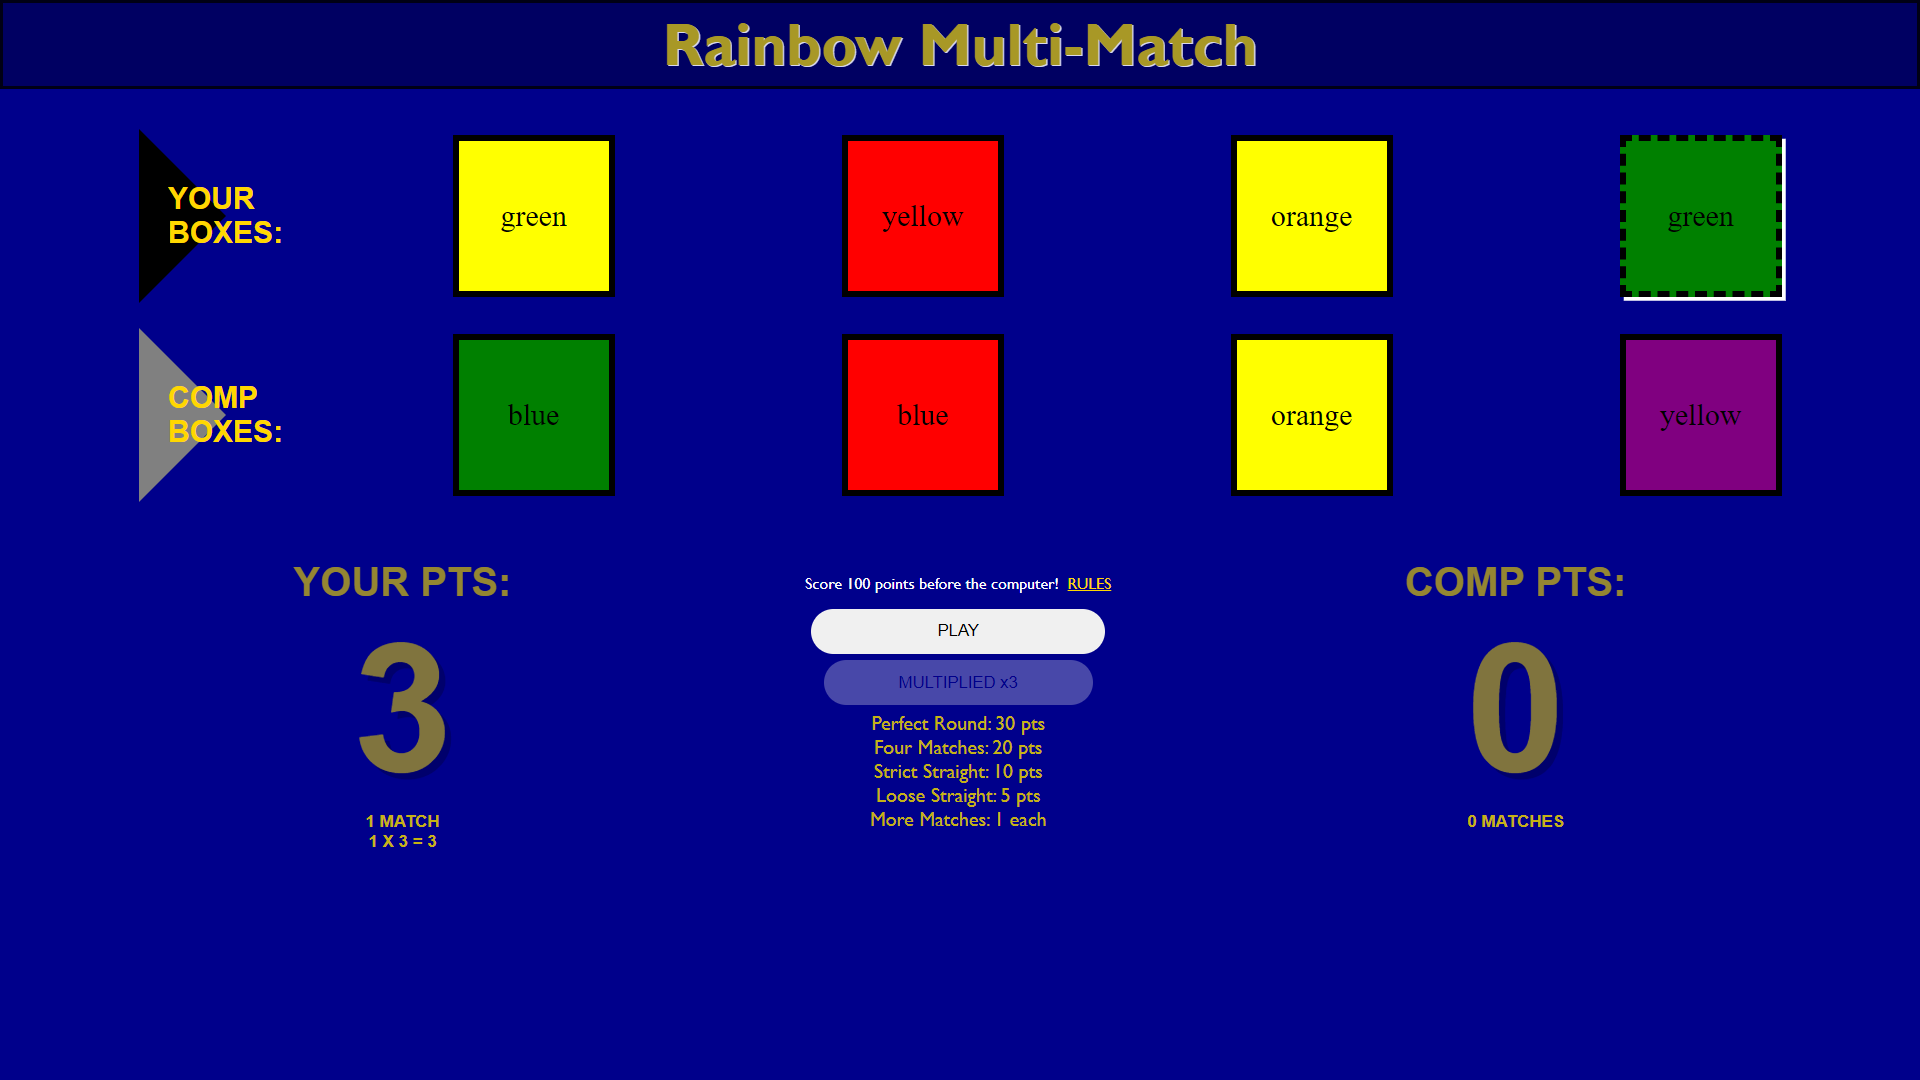 Rainbow Multi-Match
YOUR
BOXES:
green
yellow
orange
green
COMP
BOXES:
blue
blue
orange
yellow
YOUR PTS:
3
1 MATCH
1 X 3 = 3
Score 100 points before the computer! RULES
PLAY
MULTIPLIED x3
Perfect Round: 30 pts
Four Matches: 20 pts
Strict Straight: 10 pts
Loose Straight: 5 pts
More Matches: 1 each
COMP PTS:
0
0 MATCHES